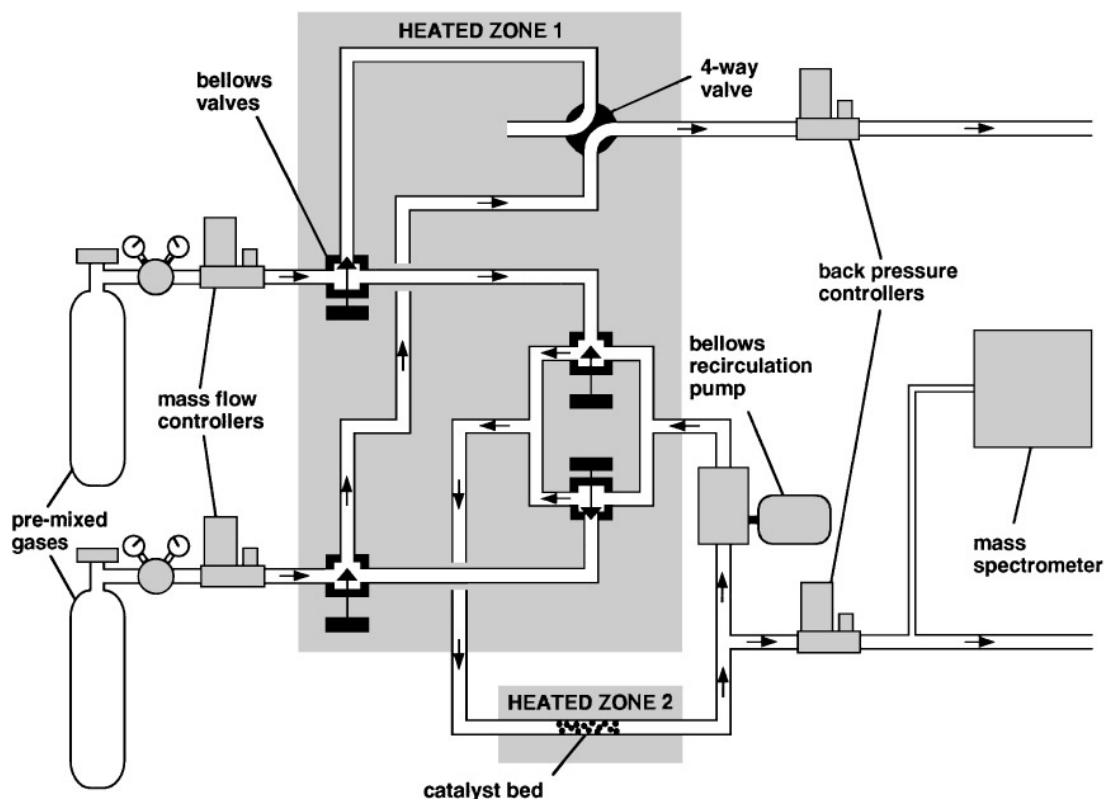 HEATED ZONE 1
bellows
valves
4-way
valve
mass flow
controllers
back pressure
controllers
bellows
recirculation
pump
pre-mixed
gases
mass
spectrometer
HEATED ZONE 2
catalyst bed